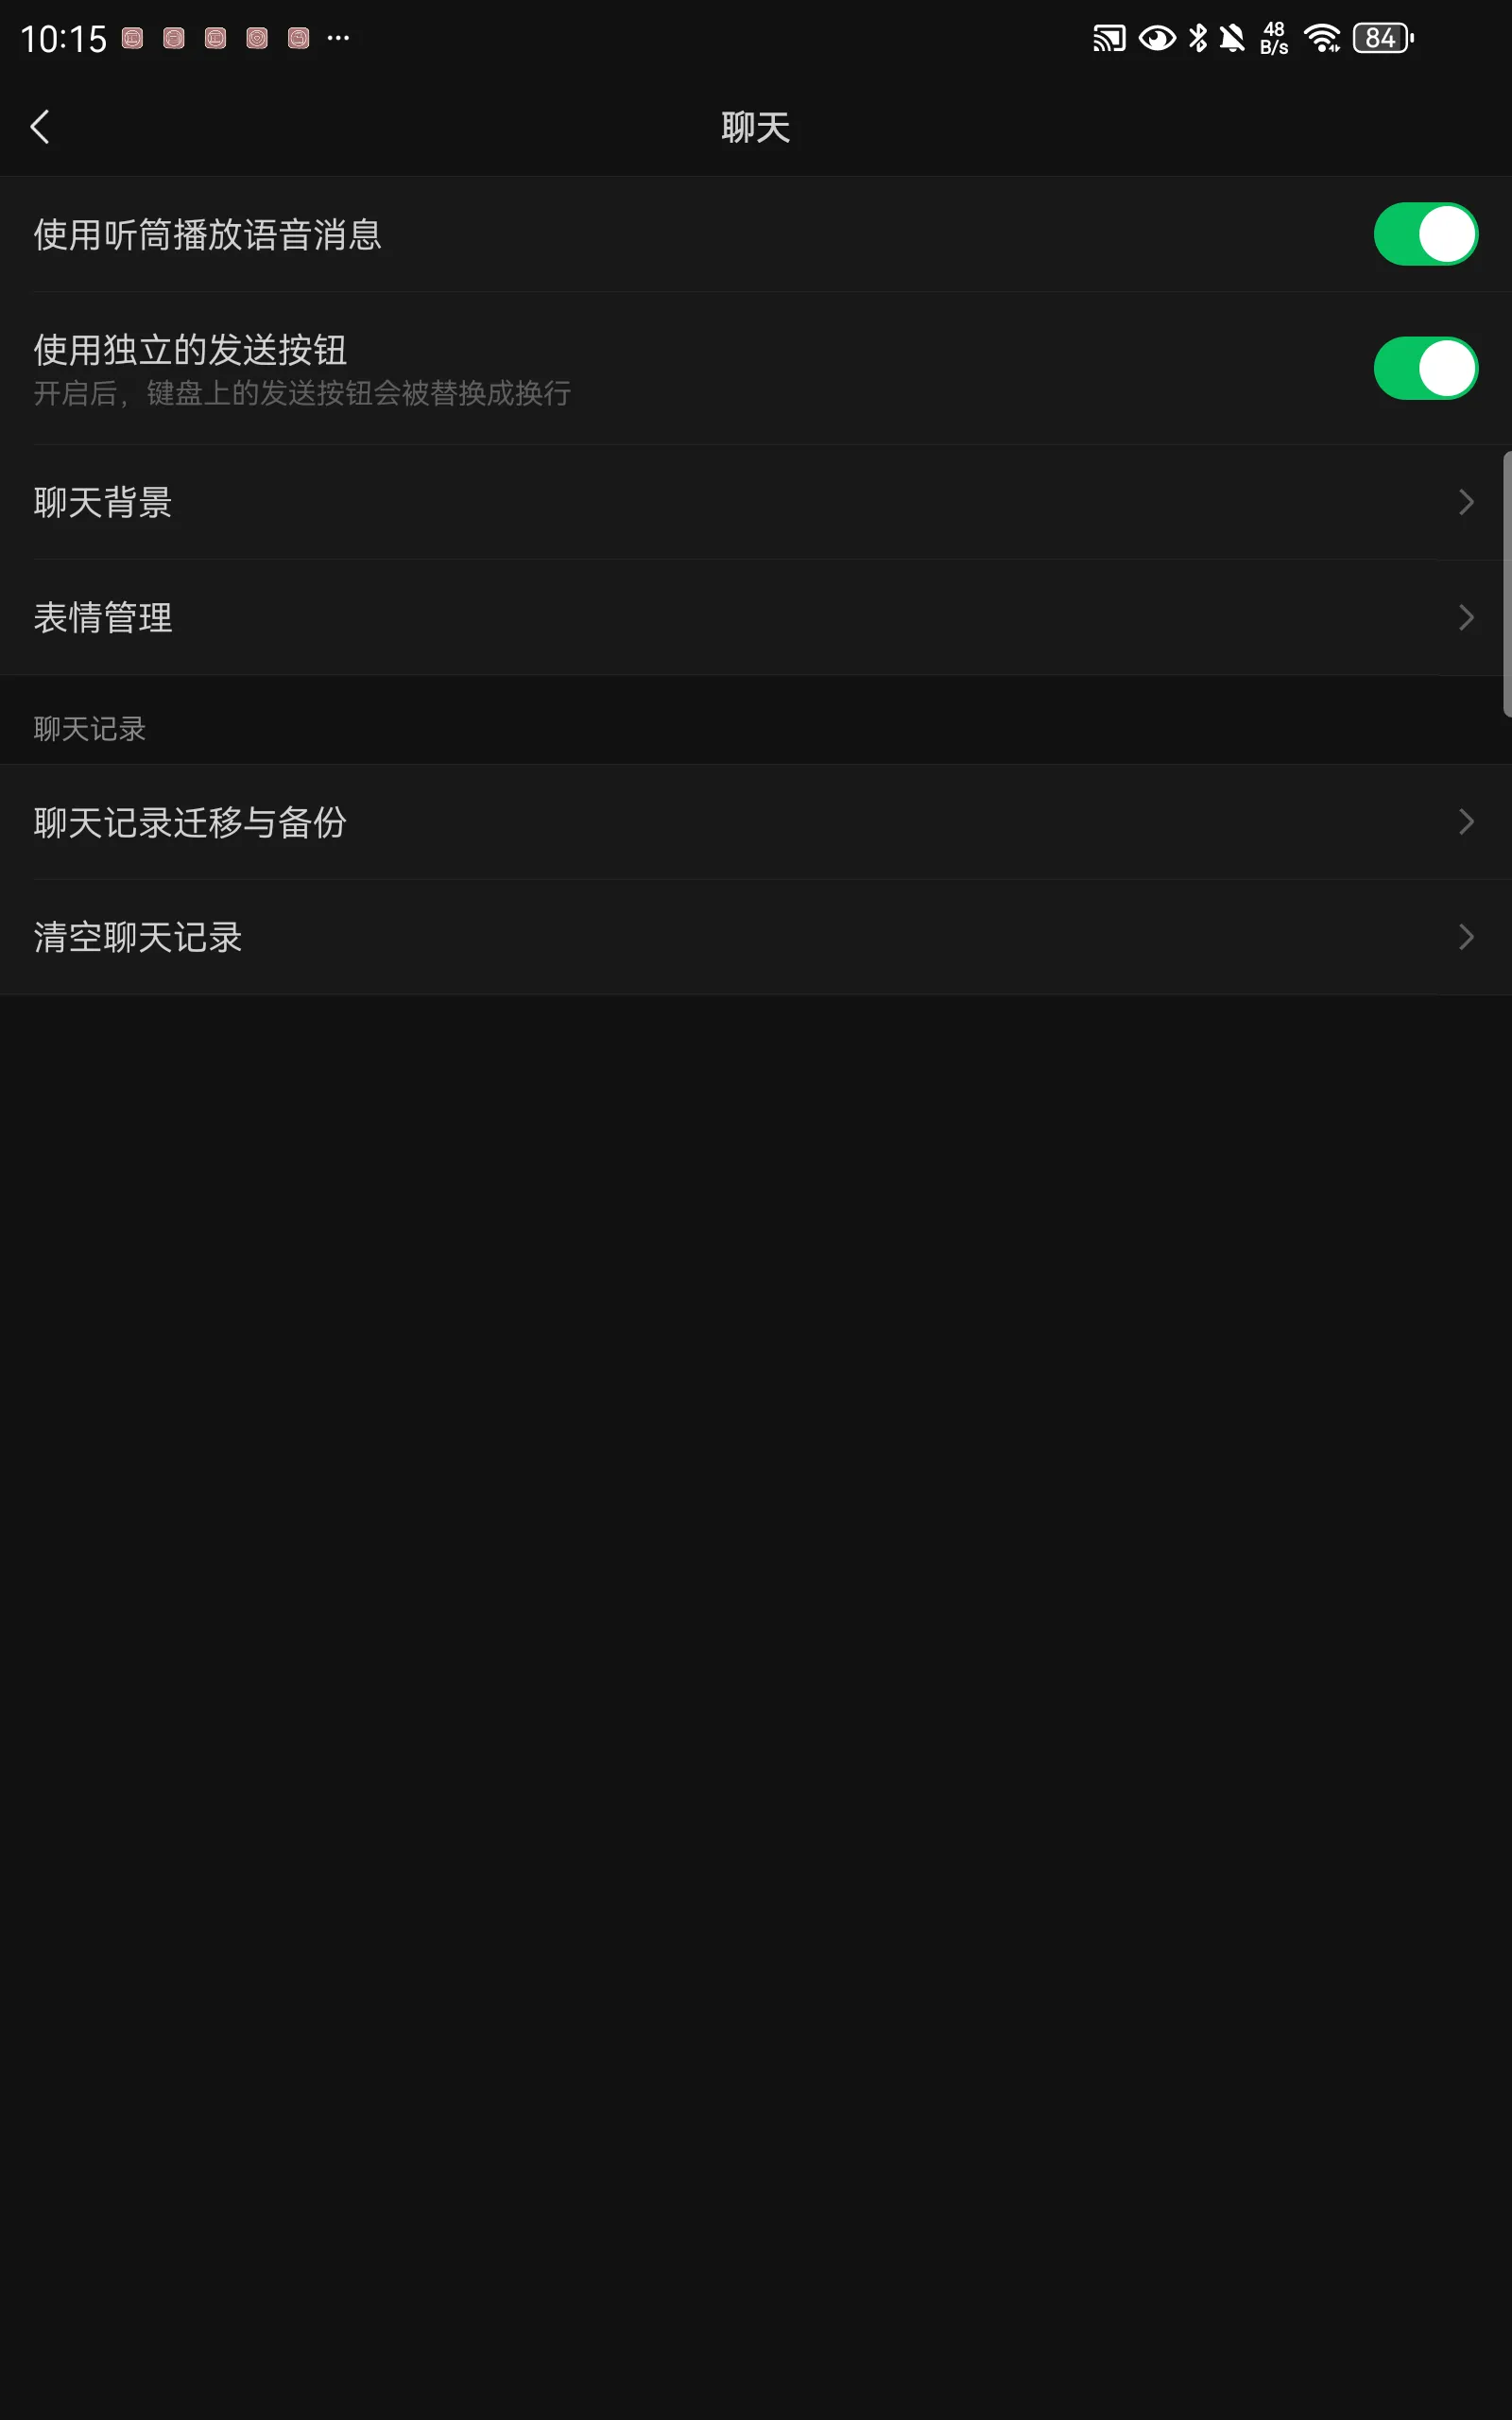 10:15
48
B/s
84
聊天
使用听筒播放语音消息
使用独立的发送按钮
开启后，键盘上的发送按钮会被替换成换行
聊天背景
表情管理
聊天记录
聊天记录迁移与备份
清空聊天记录